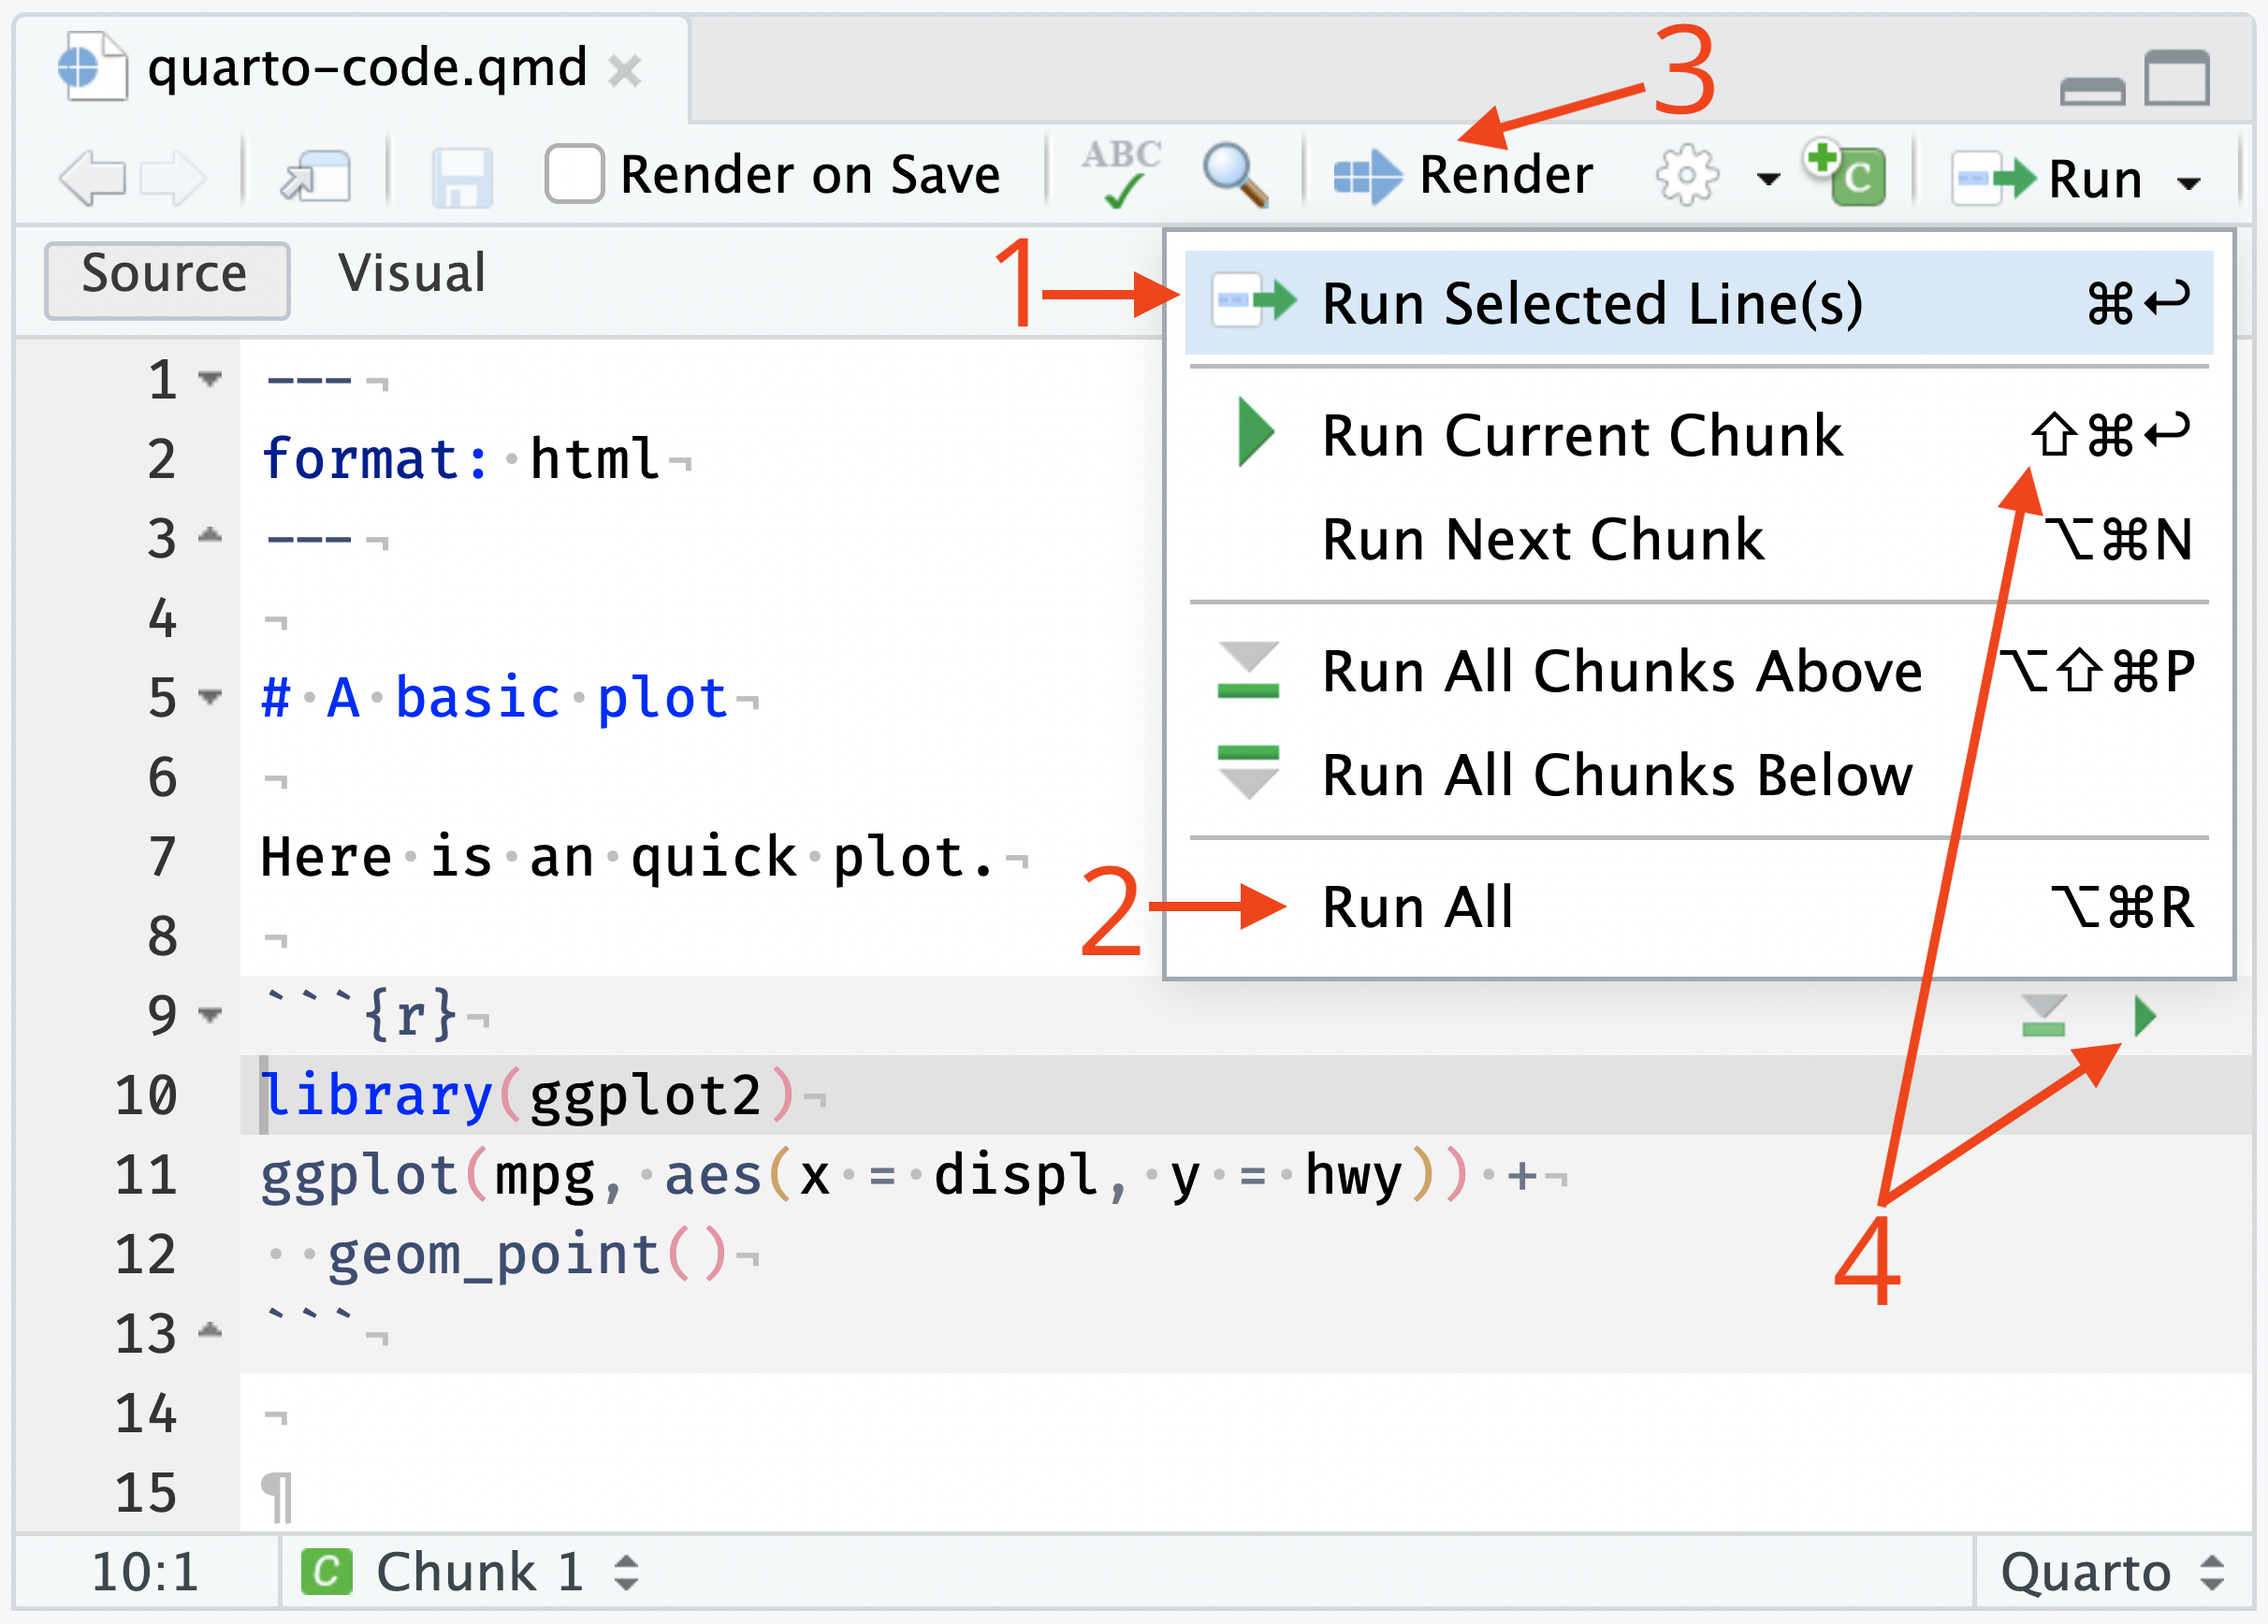 quarto-code.qmd
3
Render on Save
ABC
Render
C
Run
Source
Visual
1
Run Selected Line(s) ⌘↩
Run Current Chunk ⇧⌘↩
Run Next Chunk ⌥⌘N
Run All Chunks Above ⌥⇧⌘P
Run All Chunks Below
2
Run All ⌥⌘R
4
1 ---¬
2 format:·html¬
3 ---¬
4 ¬
5 #·A·basic·plot¬
6 ¬
7 Here·is·an·quick·plot.¬
8 ¬
9 ```{r}¬
10 library(ggplot2)¬
11 ggplot(mpg,·aes(x·=·displ,·y·=·hwy))·+¬
12 ··geom_point()¬
13 ```¬
14 ¬
15 ¶
10:1
C Chunk 1
Quarto